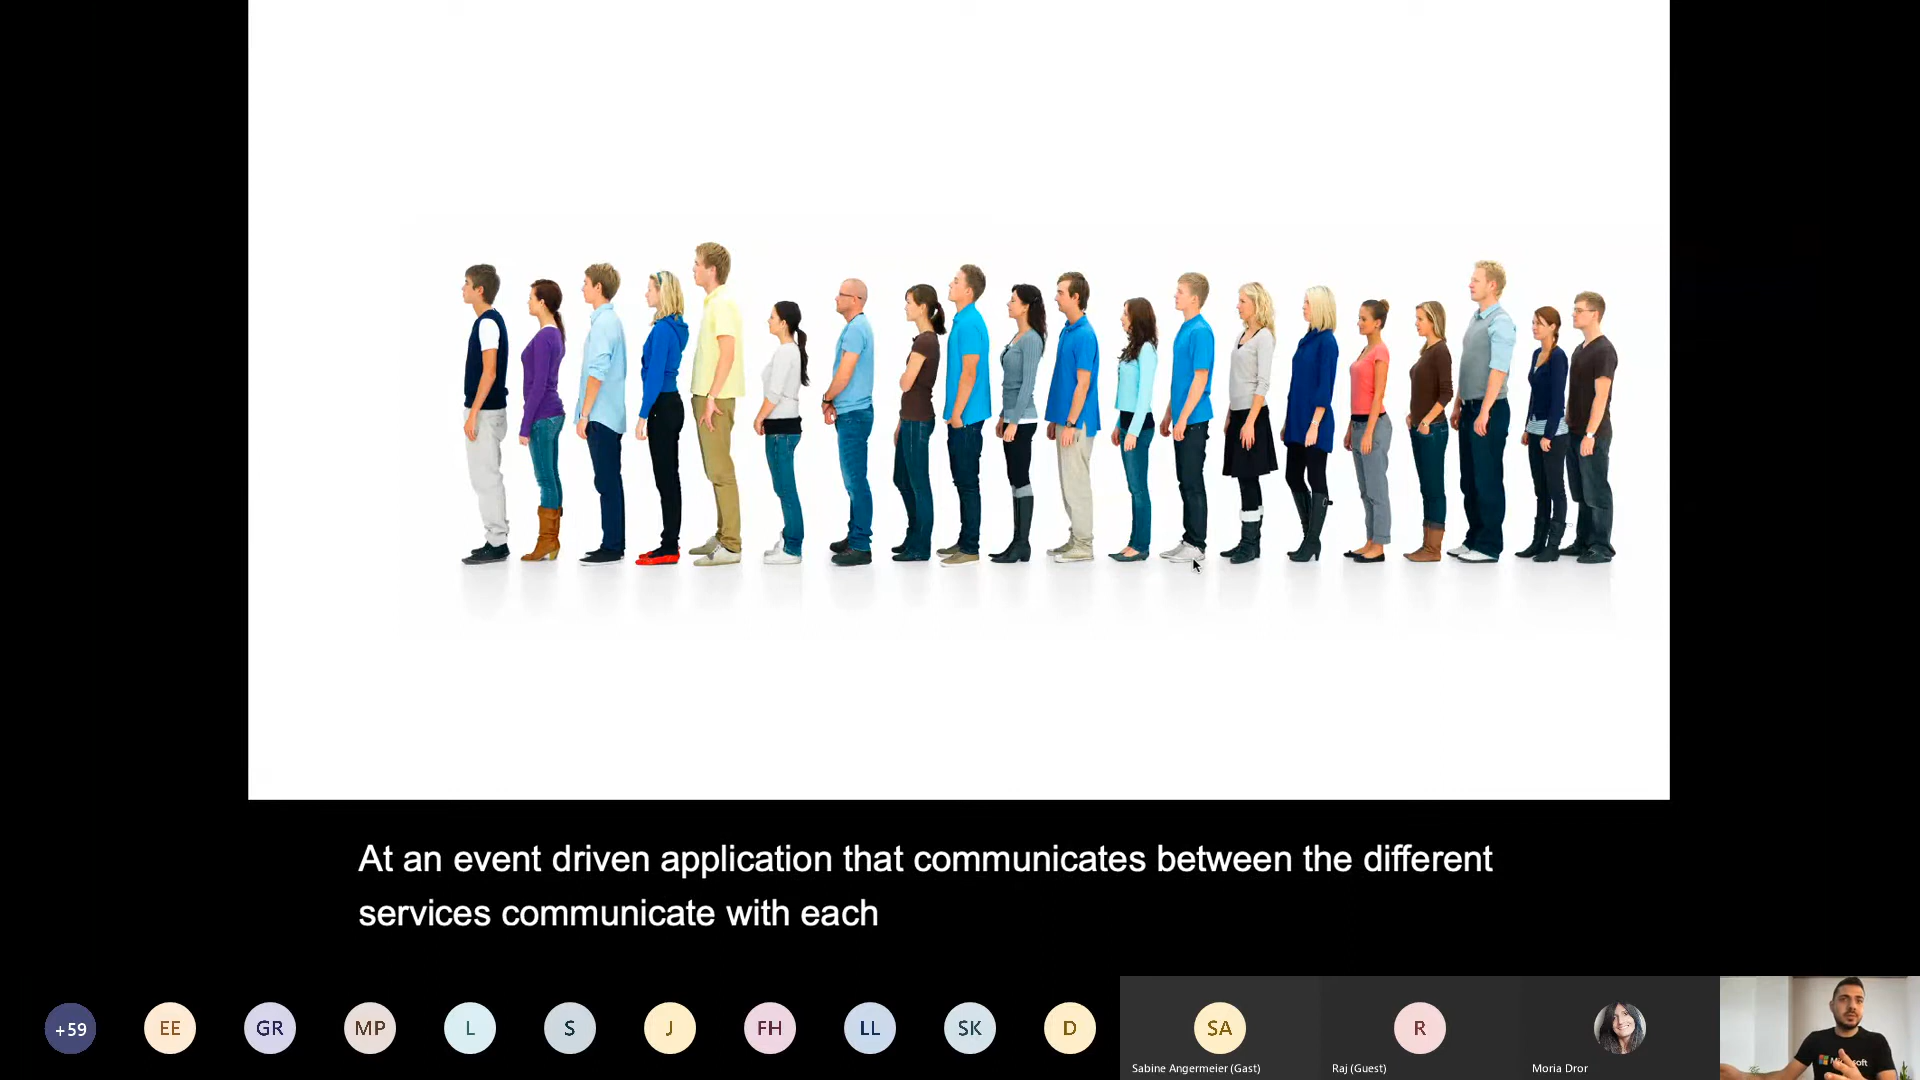 At an event driven application that communicates between the different
services communicate with each
+59
EE
GR
MP
L
S
J
FH
LL
SK
D
SA
R
Sabine Angermeier (Gast)
Raj (Guest)
Moria Dror